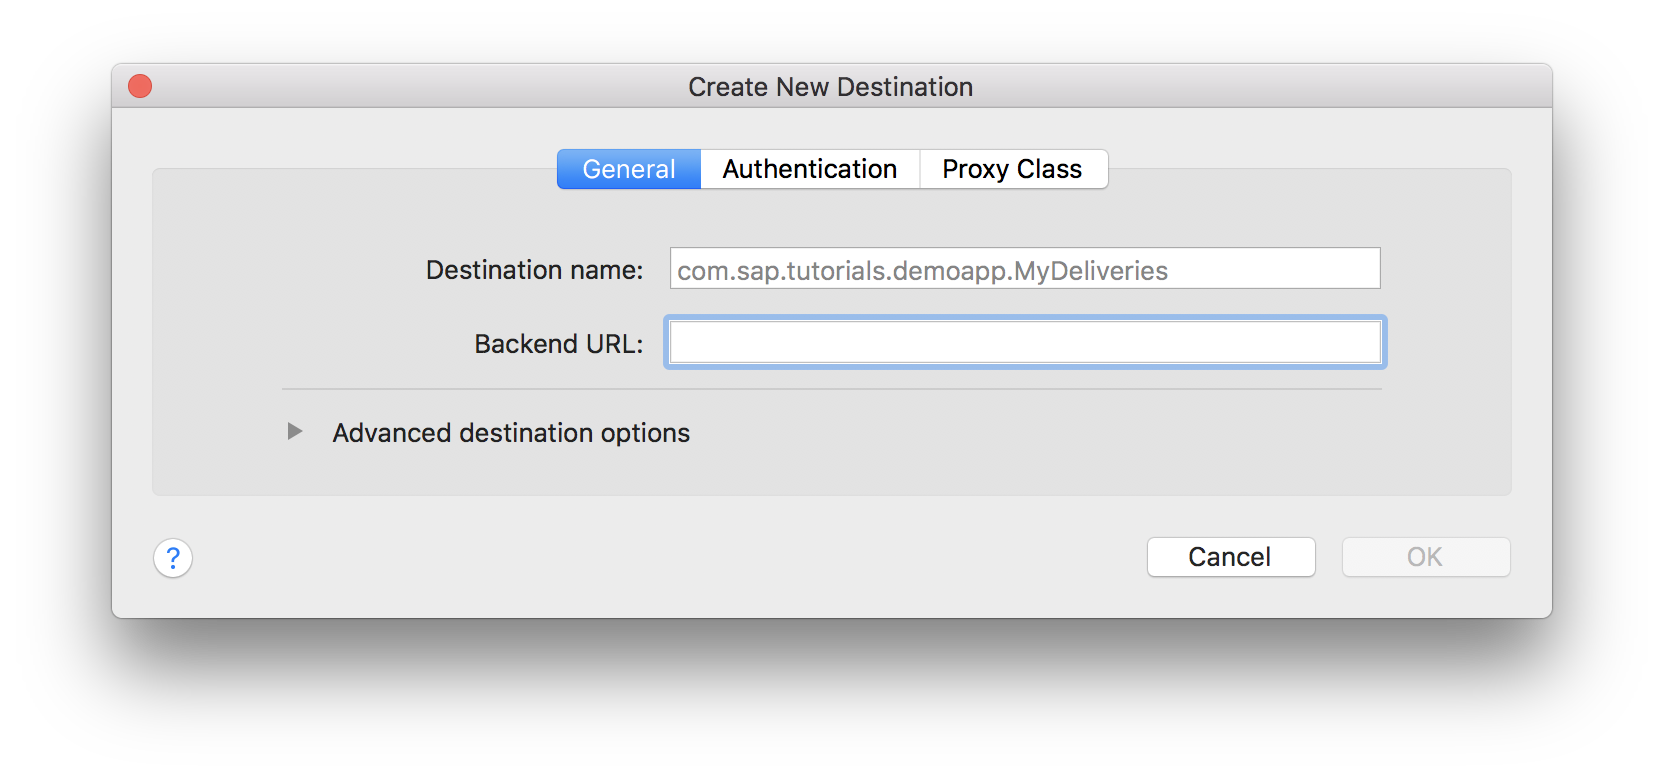 Create New Destination
General Authentication Proxy Class
Destination name: com.sap.tutorials.demoapp.MyDeliveries
Backend URL:
Advanced destination options
? Cancel OK